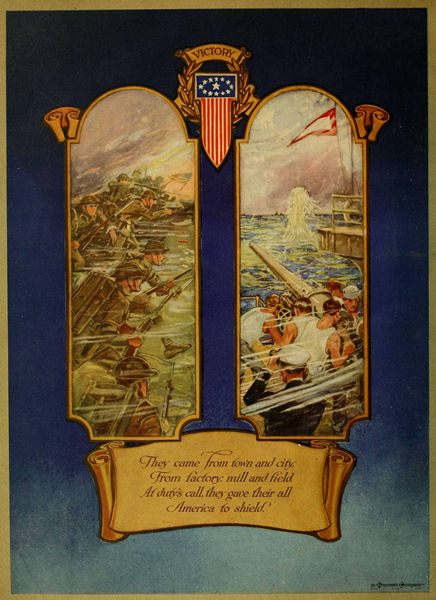 VICTORY
They came from town and city,
From factory, mill and field
At duty's call, they gave their all
America to shield.'